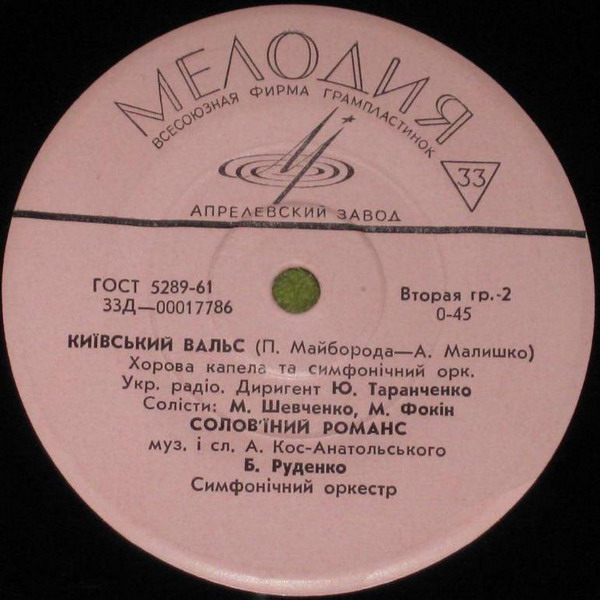 МЕЛОДИЯ
ВСЕСОЮЗНАЯ ФИРМА ГРАМПЛАСТИНОК
33
АПРЕЛЕВСКИЙ ЗАВОД
ГОСТ 5289-61
33Д—00017786
Вторая гр.-2
0-45
КИЇВСЬКИЙ ВАЛЬС (П. Майборода—А. Малишко)
Хорова капела та симфонічний орк.
Укр. радіо. Диригент Ю. Таранченко
Солісти: М. Шевченко, М. Фокін
СОЛОВ'ЇНИЙ РОМАНС
муз. і сл. А. Кос-Анатольського
Б. Руденко
Симфонічний оркестр